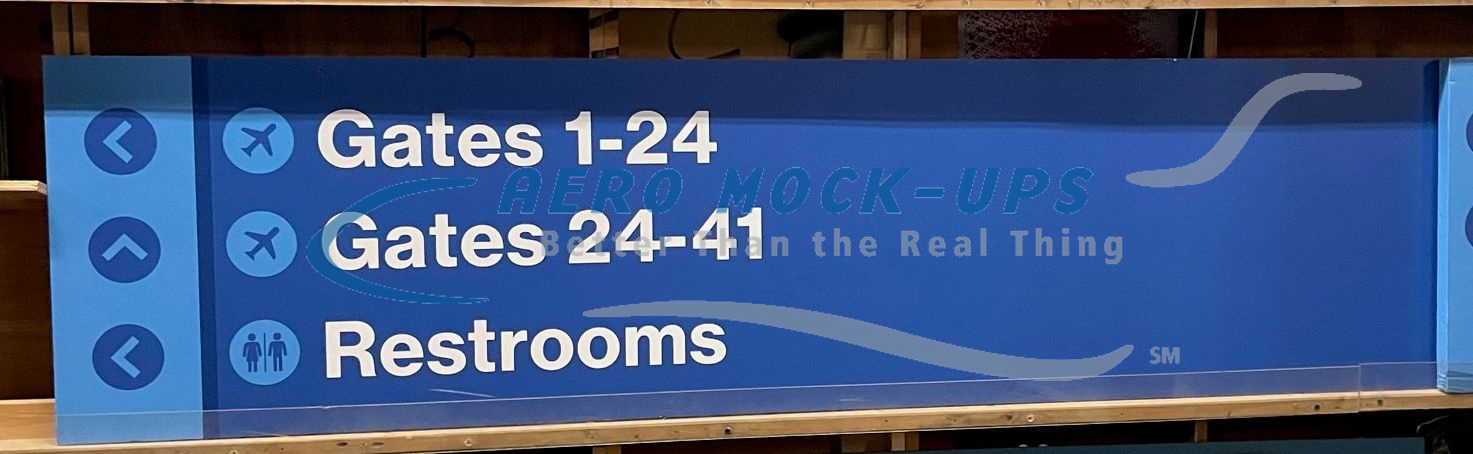 Gates 1-24
AERO MOCK-UPS
Gates 24-41
Better Than the Real Thing
Restrooms
SM